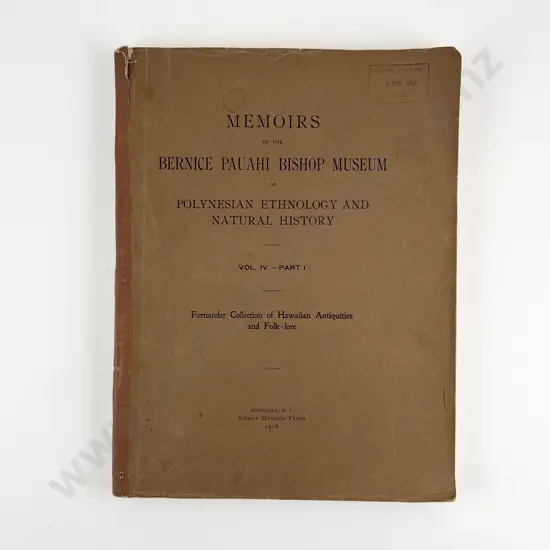 MEMOIRS
OF THE
BERNICE PAUAHI BISHOP MUSEUM
OF
POLYNESIAN ETHNOLOGY AND
NATURAL HISTORY
VOL. IV. — PART I
Fornander Collection of Hawaiian Antiquities
and Folk-lore
HONOLULU, H. I.
BISHOP MUSEUM PRESS
1916